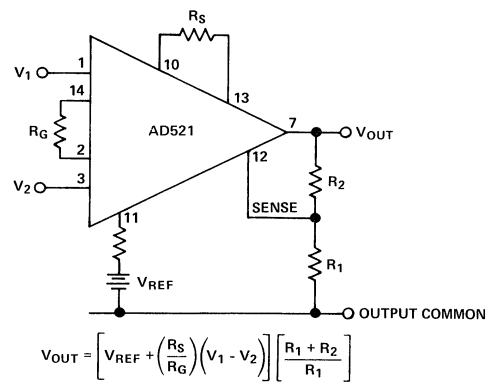 R_S
V_1
1
10
14
13
R_G
AD521
7
V_OUT
2
12
V_2
3
SENSE
R_2
11
R_1
V_REF
OUTPUT COMMON
V_OUT = [V_REF + (R_S/R_G)(V_1 - V_2)] [(R_1 + R_2)/R_1]